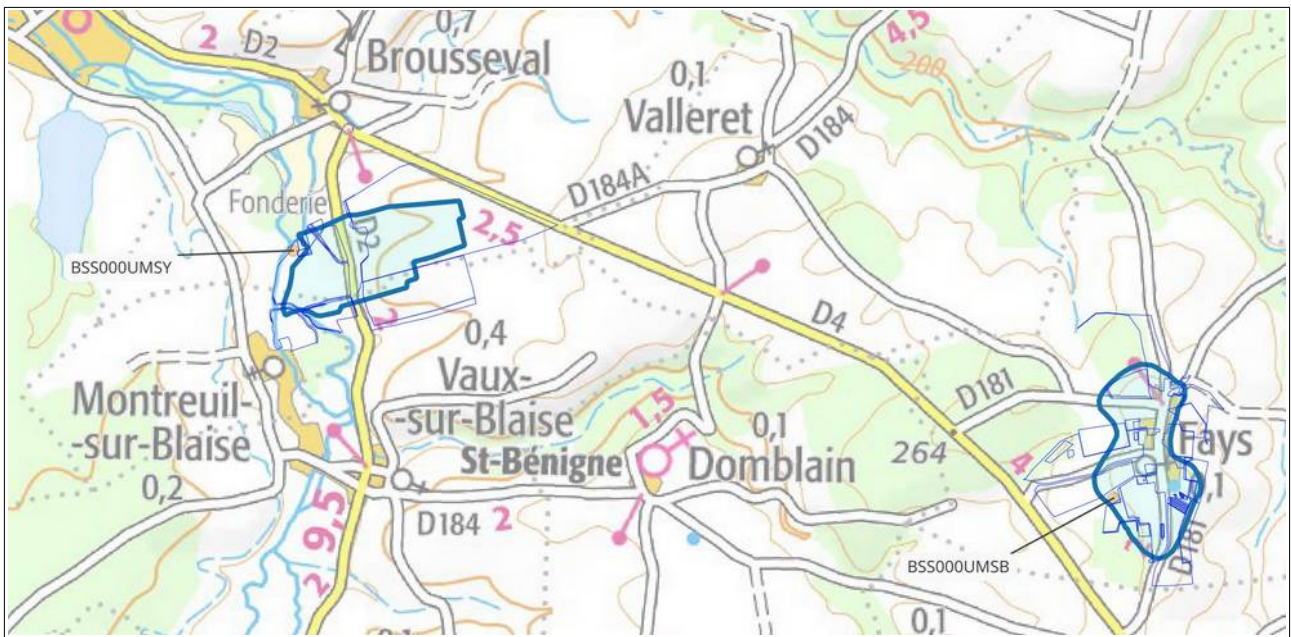 0,7
2
D2
Brousseval
4,5
200
0,1
Valleret
D184
D184A
Fonderie
D2
2,5
BSS000UMSY
2
0,4
Vaux-
-sur-Blaise
D4
D181
Montreuil-
-sur-Blaise
0,2
1,5
0,1
St-Bénigne
Domblain
264
4
Fays
,1
D184
2
9,5
2
BSS000UMSB
D181
0,1